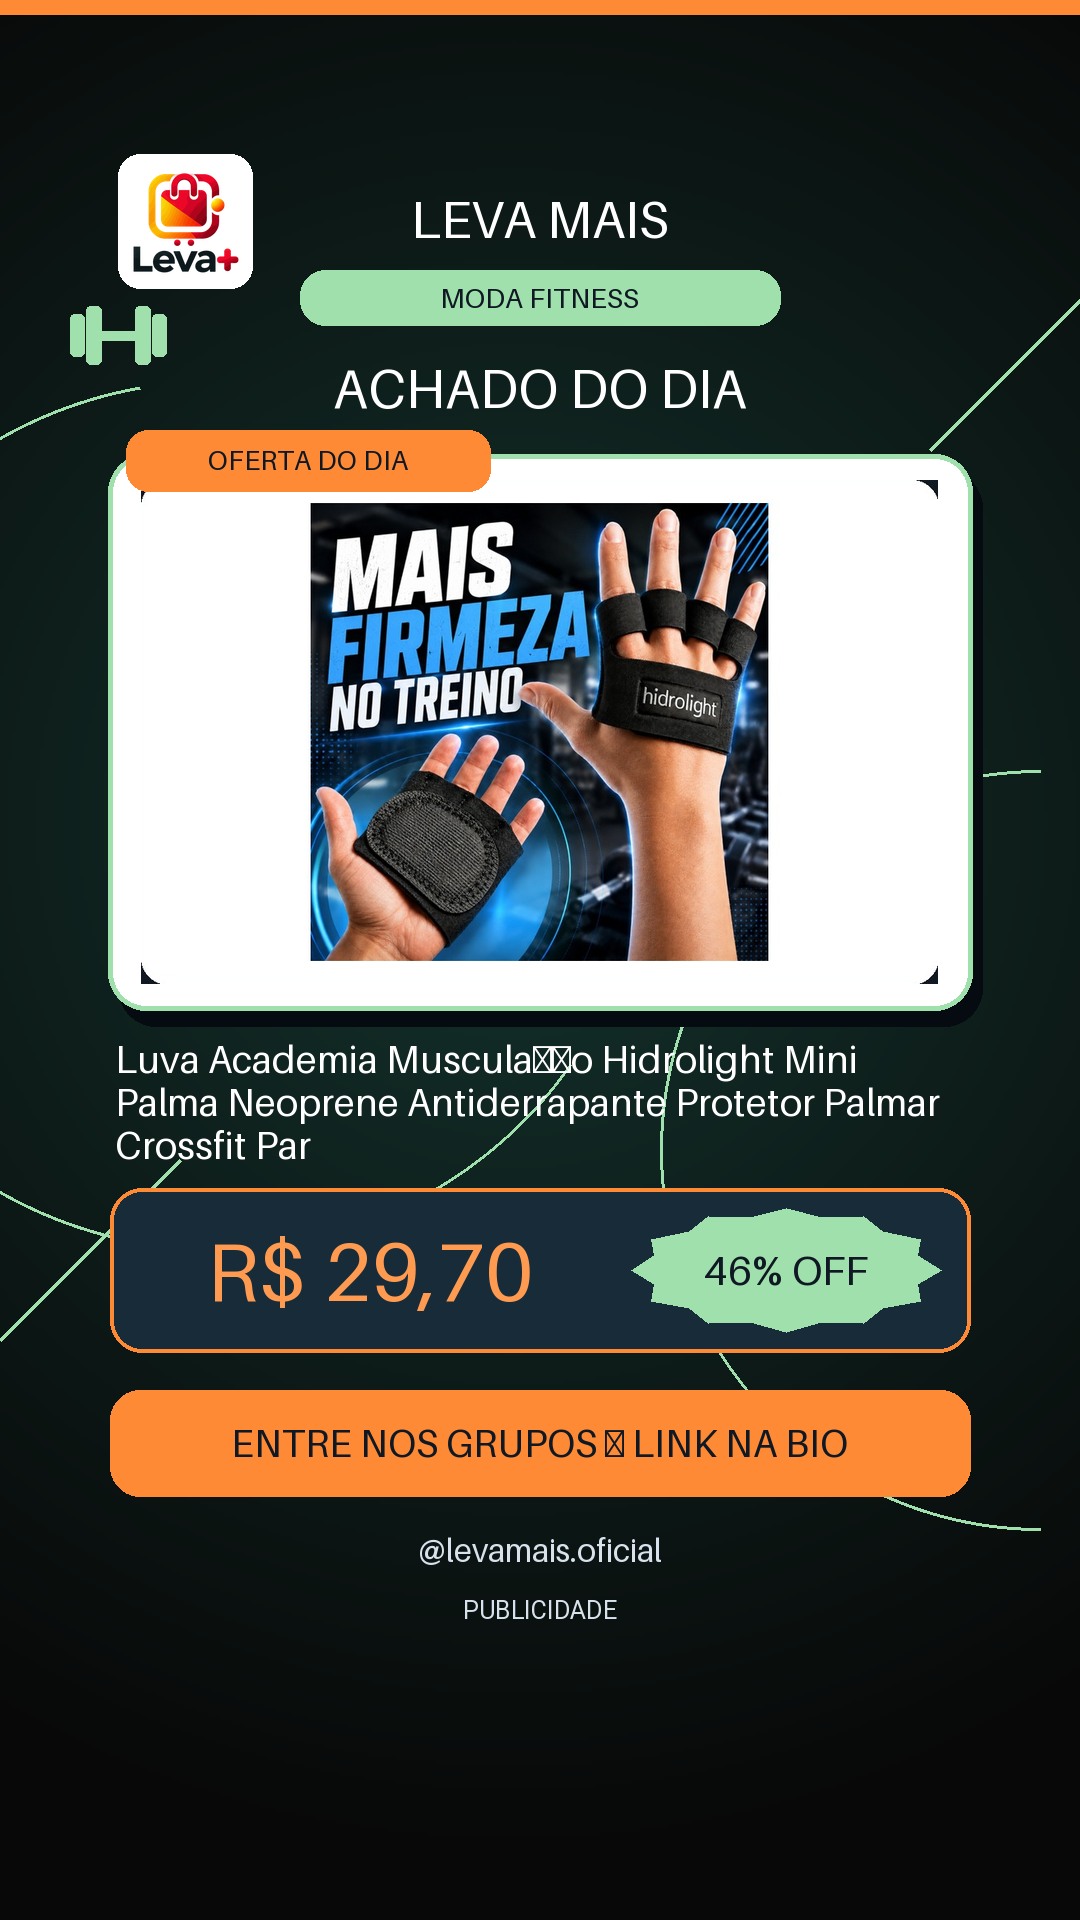 Leva+
LEVA MAIS
MODA FITNESS
ACHADO DO DIA
OFERTA DO DIA
MAIS
FIRMEZA
NO TREINO
hidrolight
Luva Academia Muscula☒☒o Hidrolight Mini
Palma Neoprene Antiderrapante Protetor Palmar
Crossfit Par
R$ 29,70
46% OFF
ENTRE NOS GRUPOS ☒ LINK NA BIO
@levamais.oficial
PUBLICIDADE